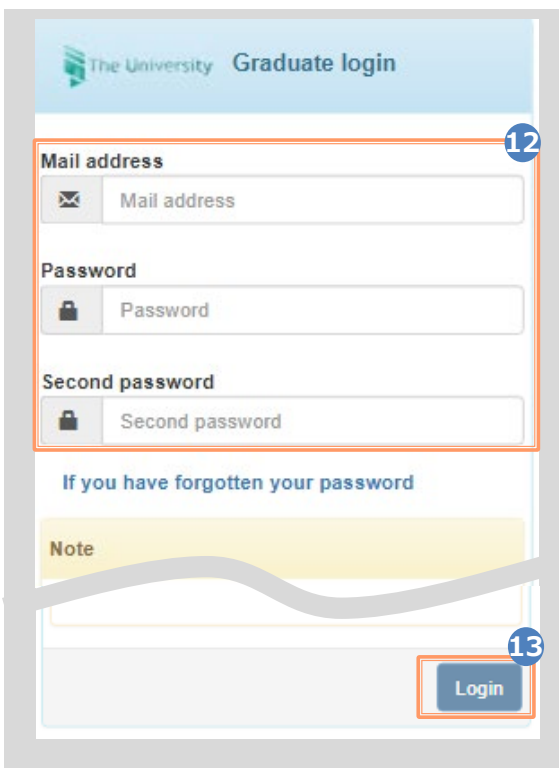 The University Graduate login
12
Mail address
Mail address
Password
Password
Second password
Second password
If you have forgotten your password
Note
13
Login